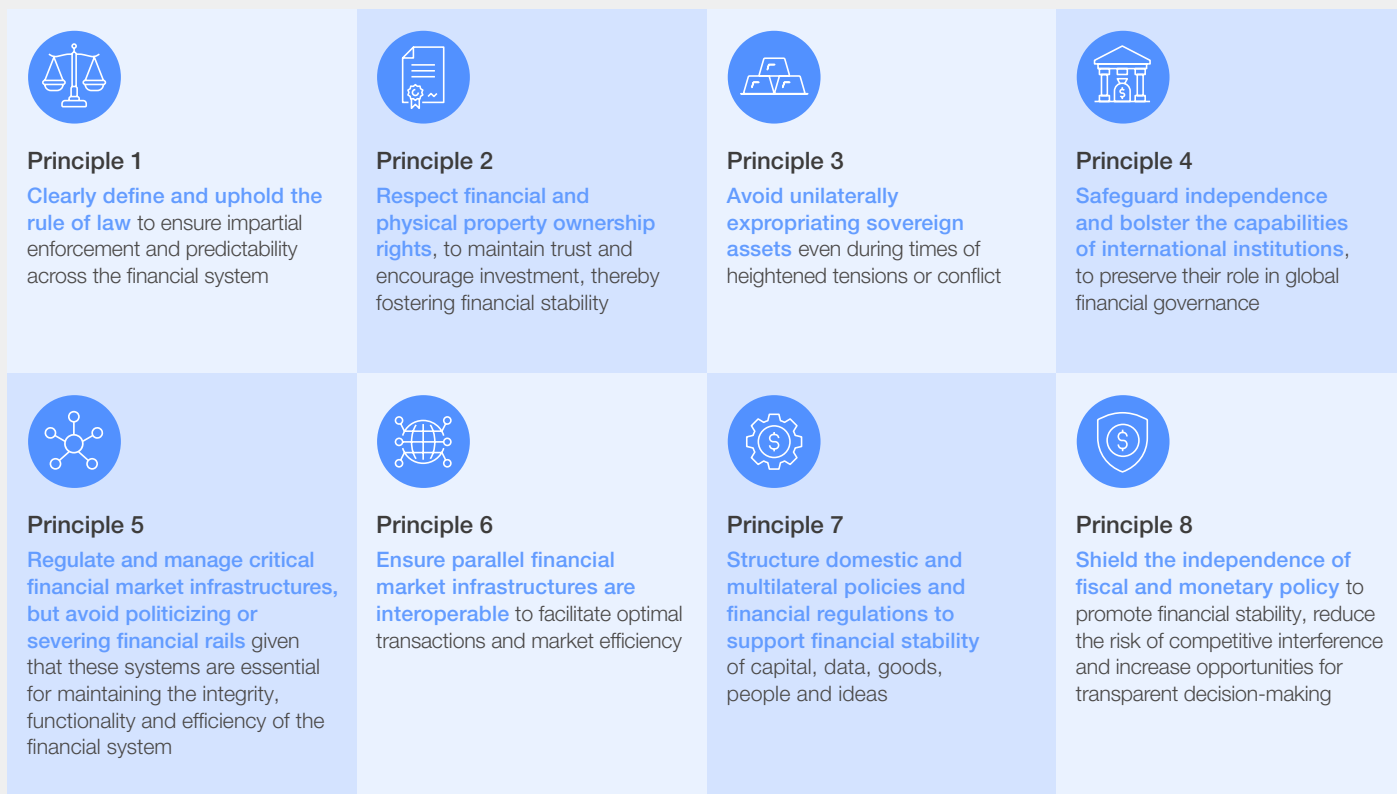 Principle 1
Clearly define and uphold the
rule of law to ensure impartial
enforcement and predictability
across the financial system
Principle 2
Respect financial and
physical property ownership
rights, to maintain trust and
encourage investment, thereby
fostering financial stability
Principle 3
Avoid unilaterally
expropriating sovereign
assets even during times of
heightened tensions or conflict
Principle 4
Safeguard independence
and bolster the capabilities
of international institutions,
to preserve their role in global
financial governance
Principle 5
Regulate and manage critical
financial market infrastructures,
but avoid politicizing or
severing financial rails given
that these systems are essential
for maintaining the integrity,
functionality and efficiency of the
financial system
Principle 6
Ensure parallel financial
market infrastructures are
interoperable to facilitate optimal
transactions and market efficiency
Principle 7
Structure domestic and
multilateral policies and
financial regulations to
support financial stability
of capital, data, goods,
people and ideas
Principle 8
Shield the independence of
fiscal and monetary policy to
promote financial stability, reduce
the risk of competitive interference
and increase opportunities for
transparent decision-making